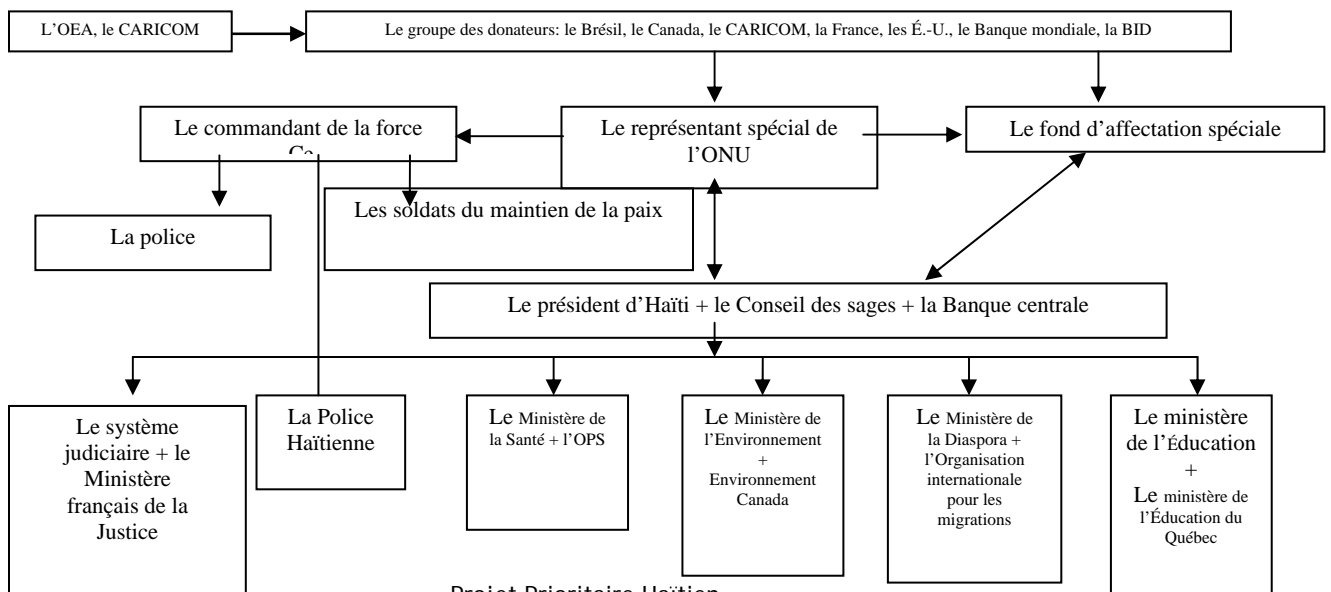 L'OEA, le CARICOM
Le groupe des donateurs: le Brésil, le Canada, le CARICOM, la France, les É.-U., le Banque mondiale, la BID
Le commandant de la force
Le représentant spécial de
l'ONU
Le fond d'affectation spéciale
La police
Les soldats du maintien de la paix
Le président d'Haïti + le Conseil des sages + la Banque centrale
Le système
judiciaire + le
Ministère
français de la
Justice
La Police
Haïtienne
Le Ministère de
la Santé + l'OPS
Le Ministère de
l'Environnement
+
Environnement
Canada
Le Ministère de
la Diaspora +
l'Organisation
internationale
pour les
migrations
Le ministère
de l'Éducation
+
Le ministère de
l'Éducation du
Québec
Projet Prioritaire Haïtien